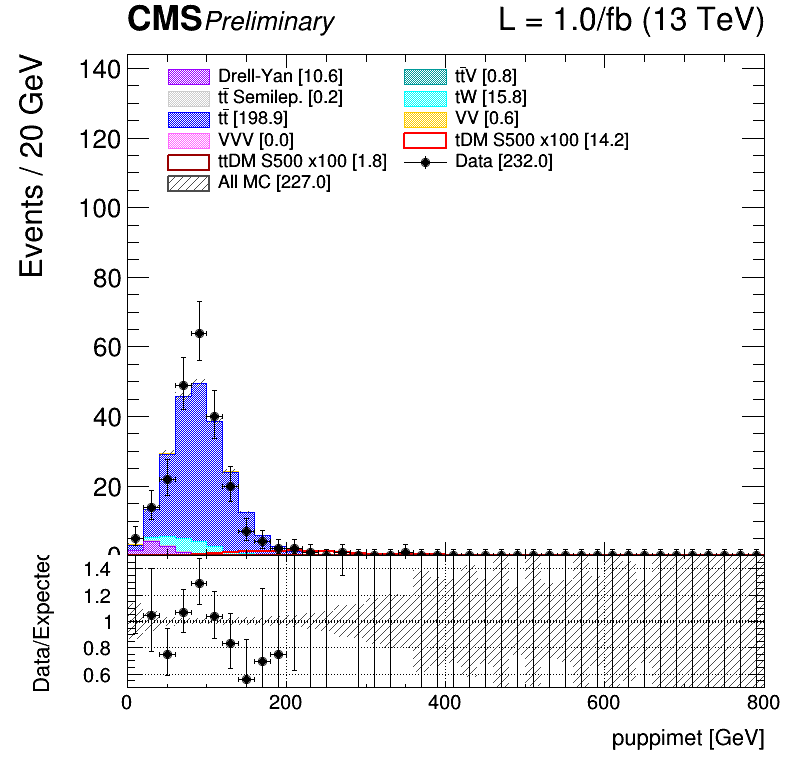 CMS Preliminary L = 1.0/fb (13 TeV)
Events / 20 GeV
140
120
100
80
60
40
20
0
Drell-Yan [10.6]
tt̄V [0.8]
tt̄ Semilep. [0.2]
tW [15.8]
tt̄ [198.9]
VV [0.6]
VVV [0.0]
tDM S500 x100 [14.2]
ttDM S500 x100 [1.8]
Data [232.0]
All MC [227.0]
Data/Expected
1.4
1.2
1
0.8
0.6
0 200 400 600 800
puppimet [GeV]